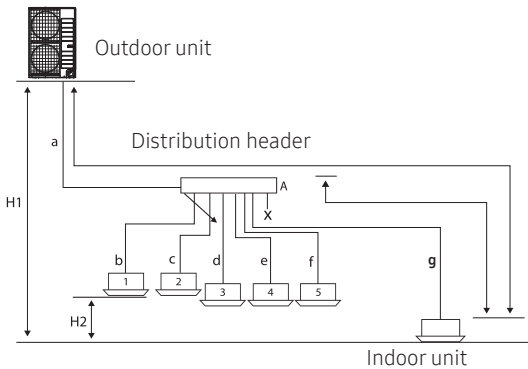 Outdoor unit
a
Distribution header
H1
A
X
b
c
d
e
f
g
1
2
3
4
5
H2
Indoor unit